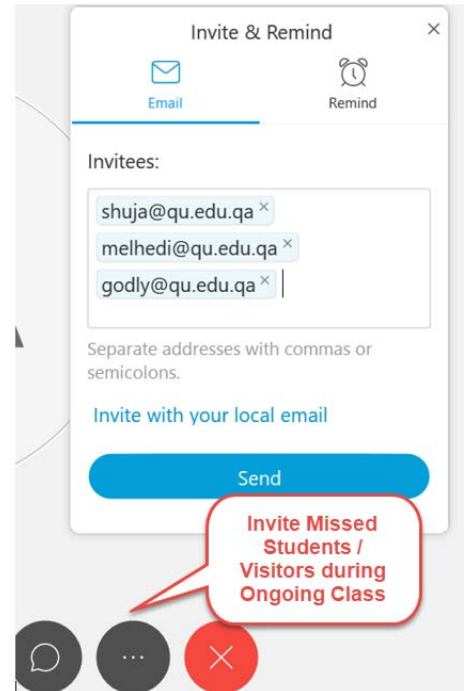 Invite & Remind ×
Email Remind
Invitees:
shuja@qu.edu.qa ×
melhedi@qu.edu.qa ×
godly@qu.edu.qa ×
Separate addresses with commas or
semicolons.
Invite with your local email
Send
Invite Missed
Students /
Visitors during
Ongoing Class